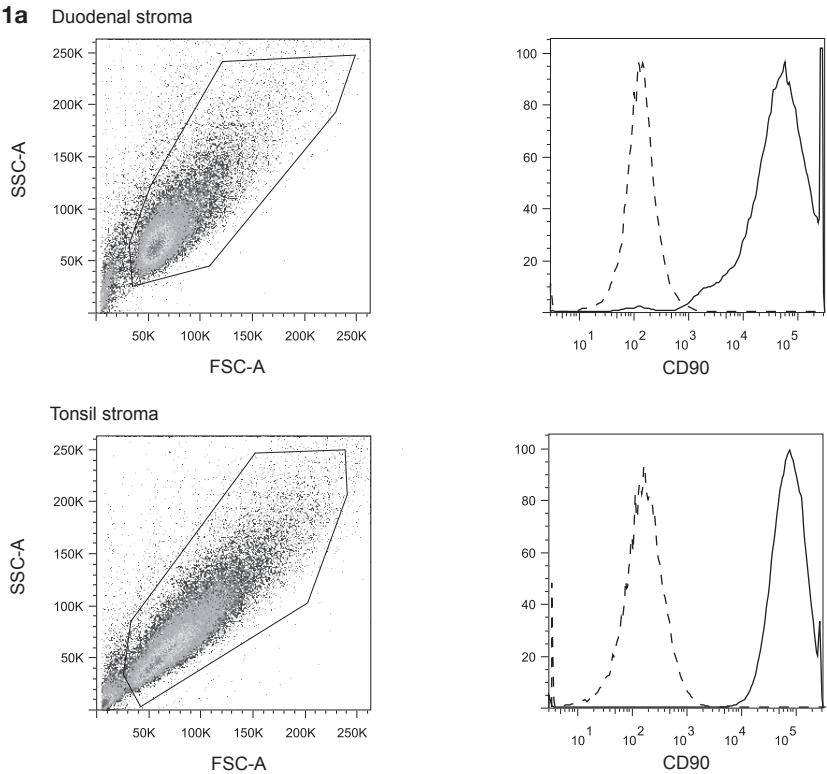 1a Duodenal stroma
250K
200K
150K
100K
50K
SSC-A
50K 100K 150K 200K 250K
FSC-A
100
80
60
40
20
10^1 10^2 10^3 10^4 10^5
CD90
Tonsil stroma
250K
200K
150K
100K
50K
SSC-A
50K 100K 150K 200K 250K
FSC-A
100
80
60
40
20
10^1 10^2 10^3 10^4 10^5
CD90